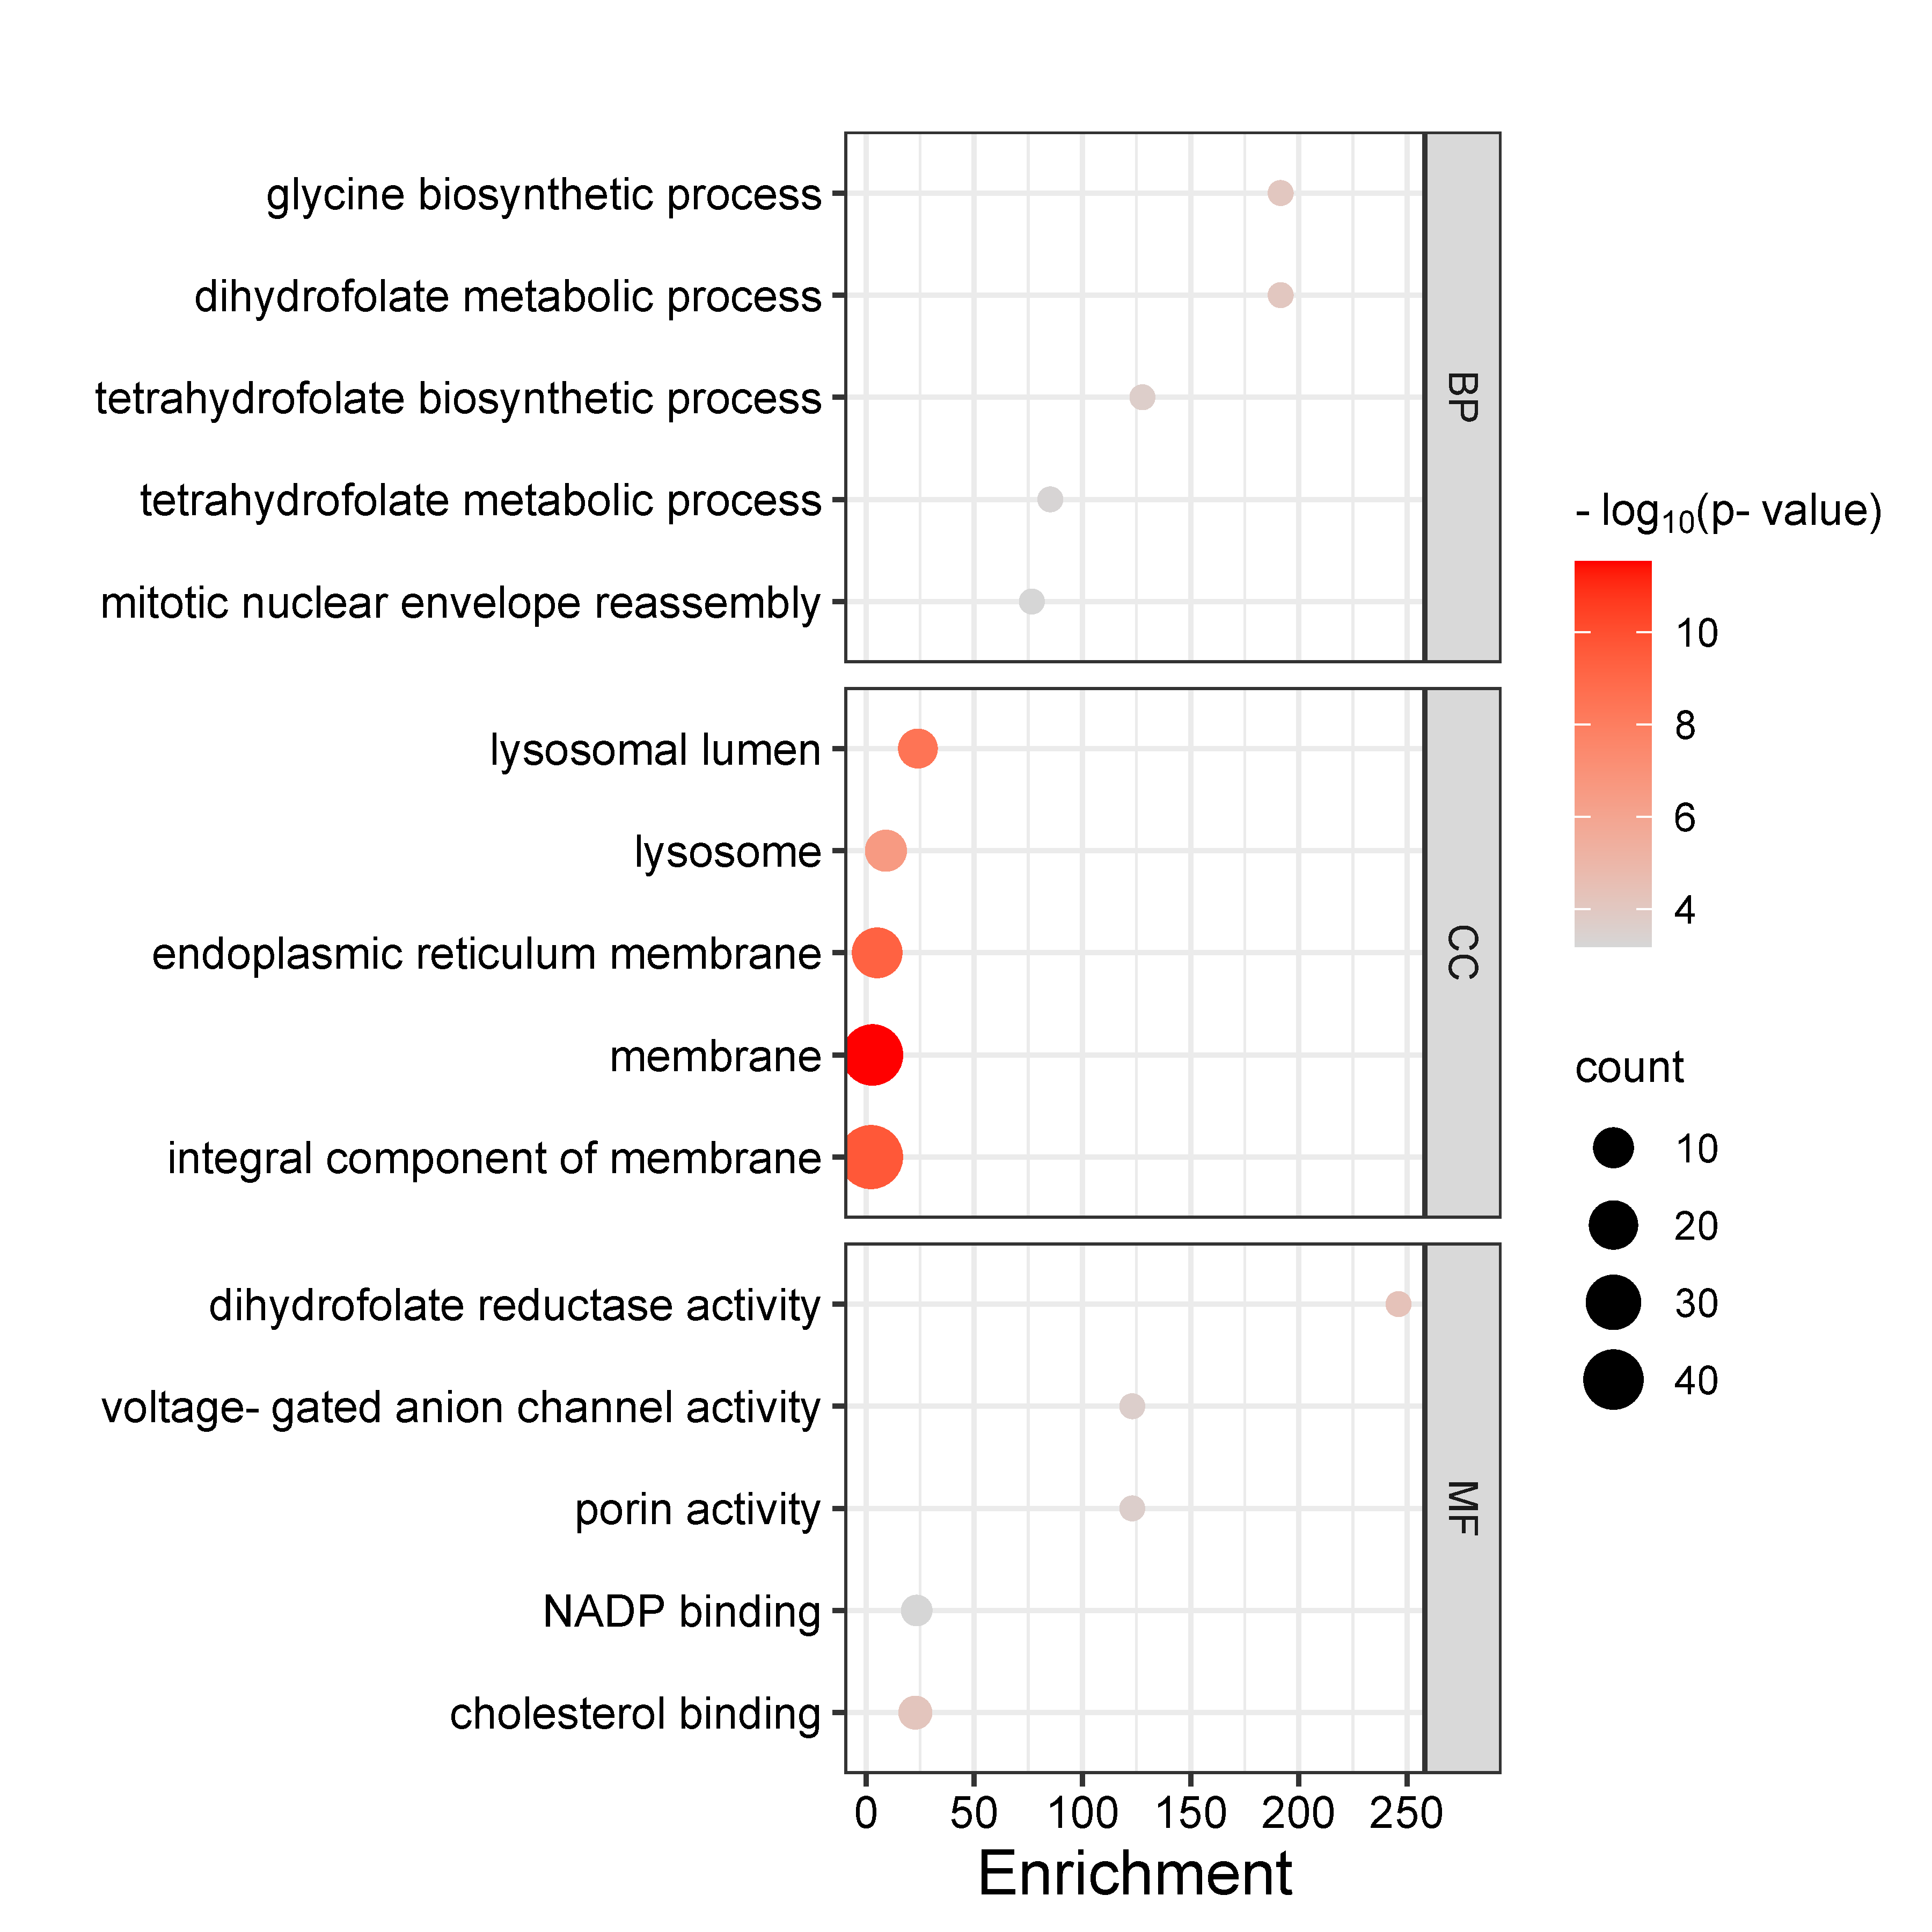 glycine biosynthetic process
dihydrofolate metabolic process
tetrahydrofolate biosynthetic process
tetrahydrofolate metabolic process
mitotic nuclear envelope reassembly
BP
lysosomal lumen
lysosome
endoplasmic reticulum membrane
membrane
integral component of membrane
CC
dihydrofolate reductase activity
voltage- gated anion channel activity
porin activity
NADP binding
cholesterol binding
MF
0 50 100 150 200 250
Enrichment
- log₁₀(p- value)
10
8
6
4
count
10
20
30
40